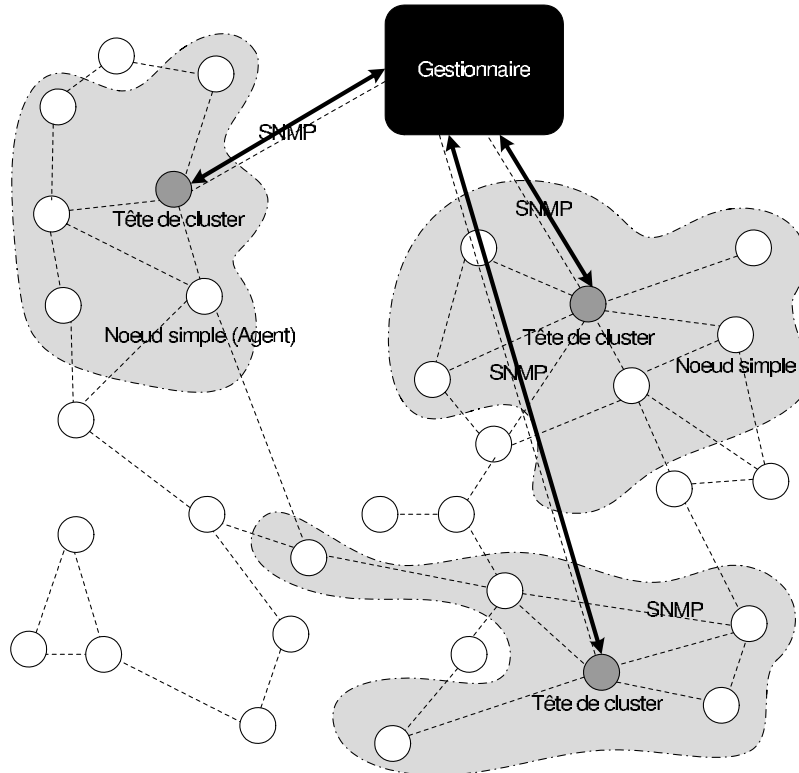 Gestionnaire
SNMP
Tête de cluster
SNMP
Noeud simple (Agent)
Tête de cluster
Noeud simple
SNMP
SNMP
Tête de cluster